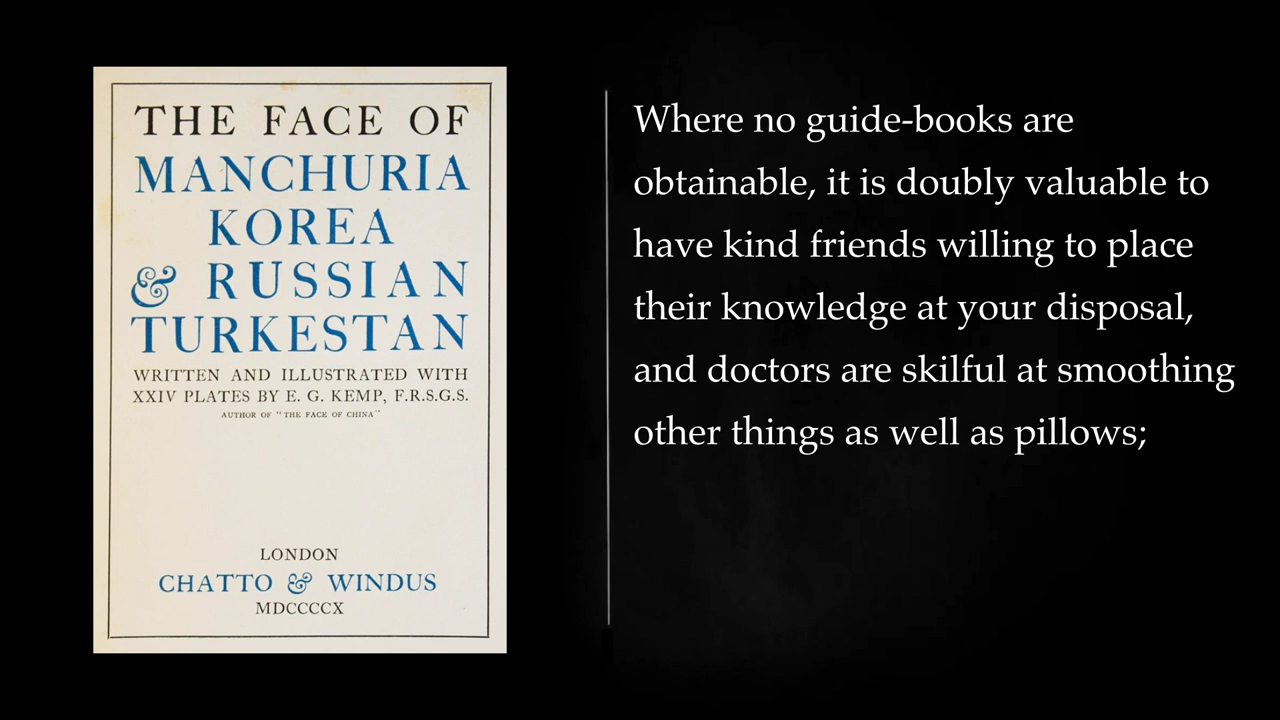 THE FACE OF
MANCHURIA
KOREA
& RUSSIAN
TURKESTAN
WRITTEN AND ILLUSTRATED WITH
XXIV PLATES BY E. G. KEMP, F.R.S.G.S.
AUTHOR OF "THE FACE OF CHINA"
LONDON
CHATTO & WINDUS
MDCCCCX
Where no guide-books are
obtainable, it is doubly valuable to
have kind friends willing to place
their knowledge at your disposal,
and doctors are skilful at smoothing
other things as well as pillows;